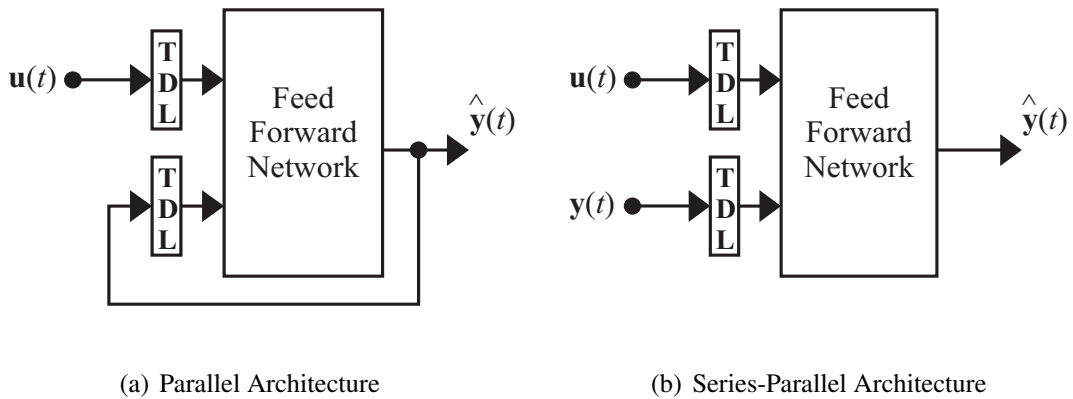 u(t)
T
D
L
T
D
L
Feed
Forward
Network
ŷ(t)
(a) Parallel Architecture
u(t)
y(t)
T
D
L
T
D
L
Feed
Forward
Network
ŷ(t)
(b) Series-Parallel Architecture